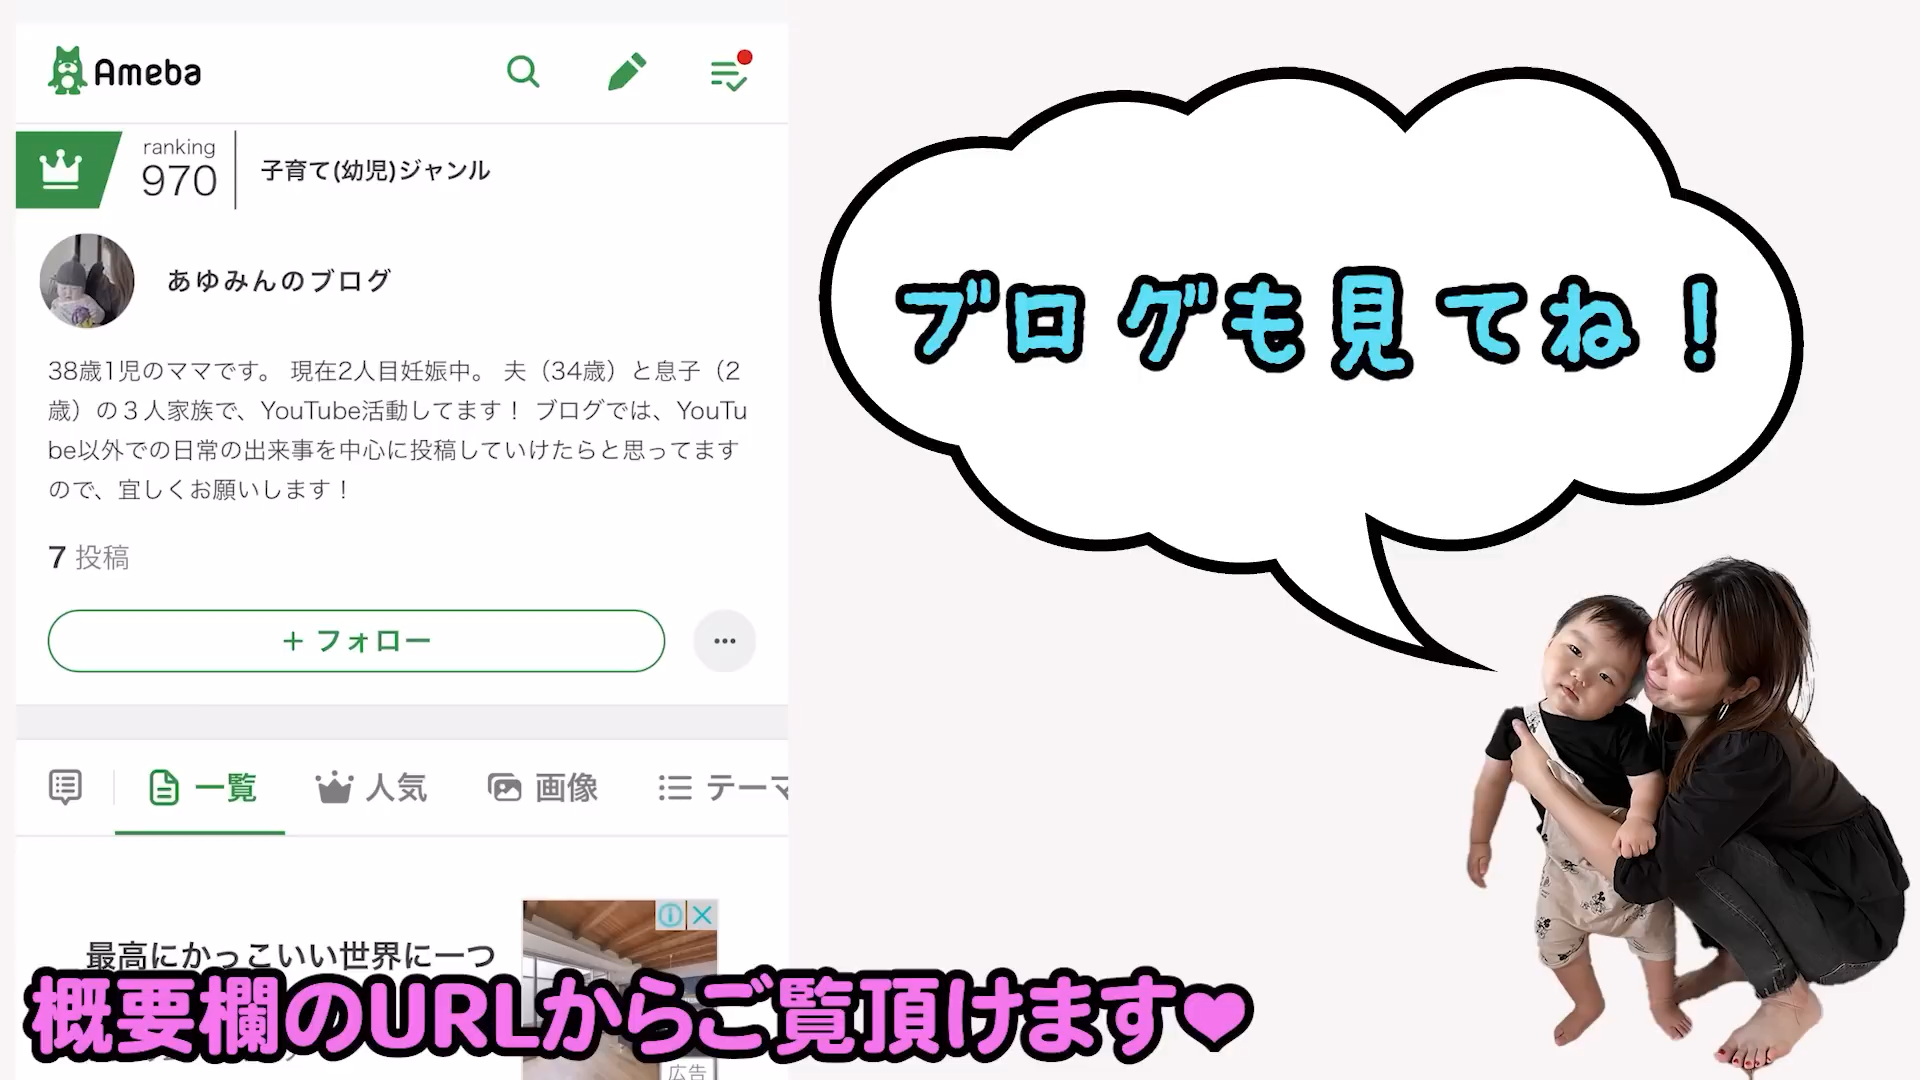 Ameba
ranking
970
子育て(幼児)ジャンル
あゆみんのブログ
38歳1児のママです。 現在2人目妊娠中。 夫（34歳）と息子（2
歳）の３人家族で、YouTube活動してます！ ブログでは、YouTu
be以外での日常の出来事を中心に投稿していけたらと思ってます
ので、宜しくお願いします！
7 投稿
+ フォロー
一覧
人気
画像
テーマ
最高にかっこいい世界に一つ
広告
ブログも見てね！
概要欄のURLからご覧頂けます♥